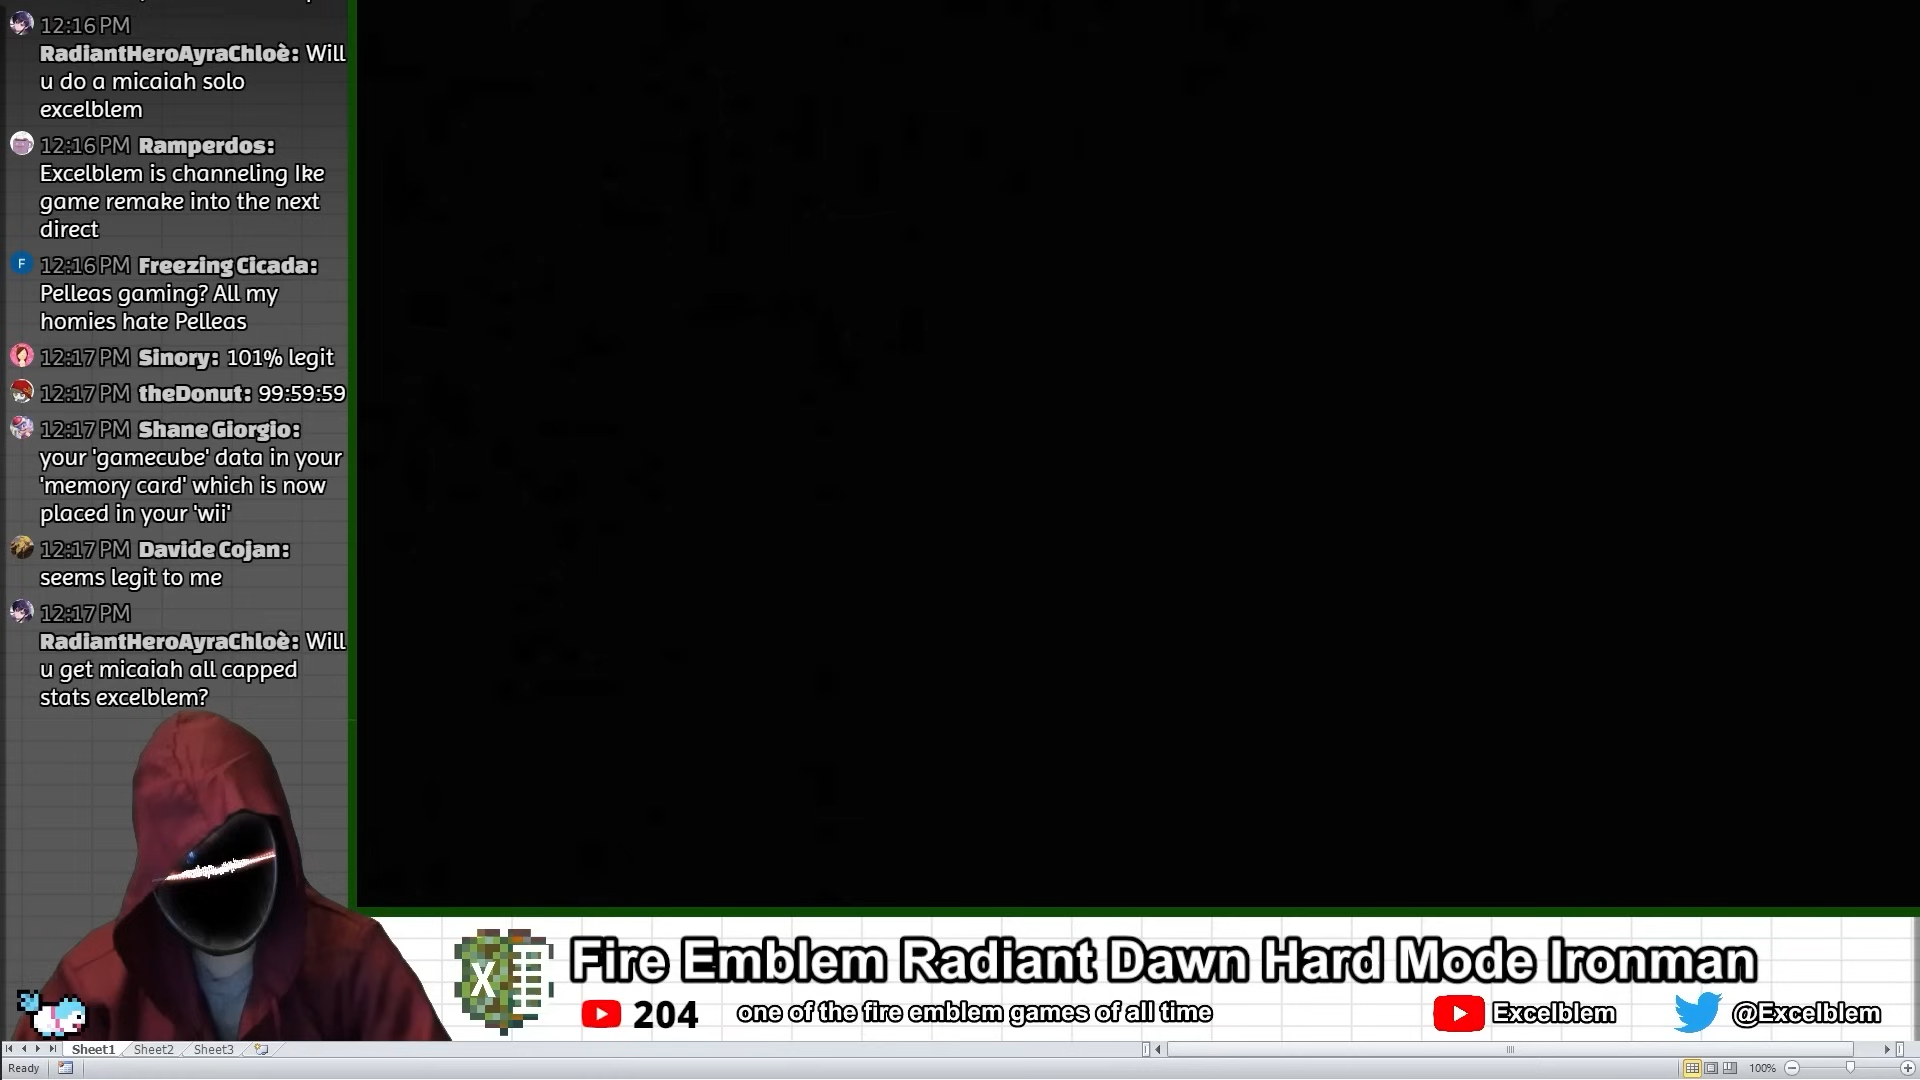 12:16 PM
RadiantHeroAyraChloè: Will
u do a micaiah solo
excelblem
12:16 PM Ramperdos:
Excelblem is channeling Ike
game remake into the next
direct
F
12:16 PM Freezing Cicada:
Pelleas gaming? All my
homies hate Pelleas
12:17 PM Sinory: 101% legit
12:17 PM theDonut: 99:59:59
12:17 PM Shane Giorgio:
your 'gamecube' data in your
'memory card' which is now
placed in your 'wii'
12:17 PM Davide Cojan:
seems legit to me
12:17 PM
RadiantHeroAyraChloè: Will
u get micaiah all capped
stats excelblem?
X
Fire Emblem Radiant Dawn Hard Mode Ironman
204
one of the fire emblem games of all time
Excelblem
@Excelblem
Sheet1 Sheet2 Sheet3
Ready
100%